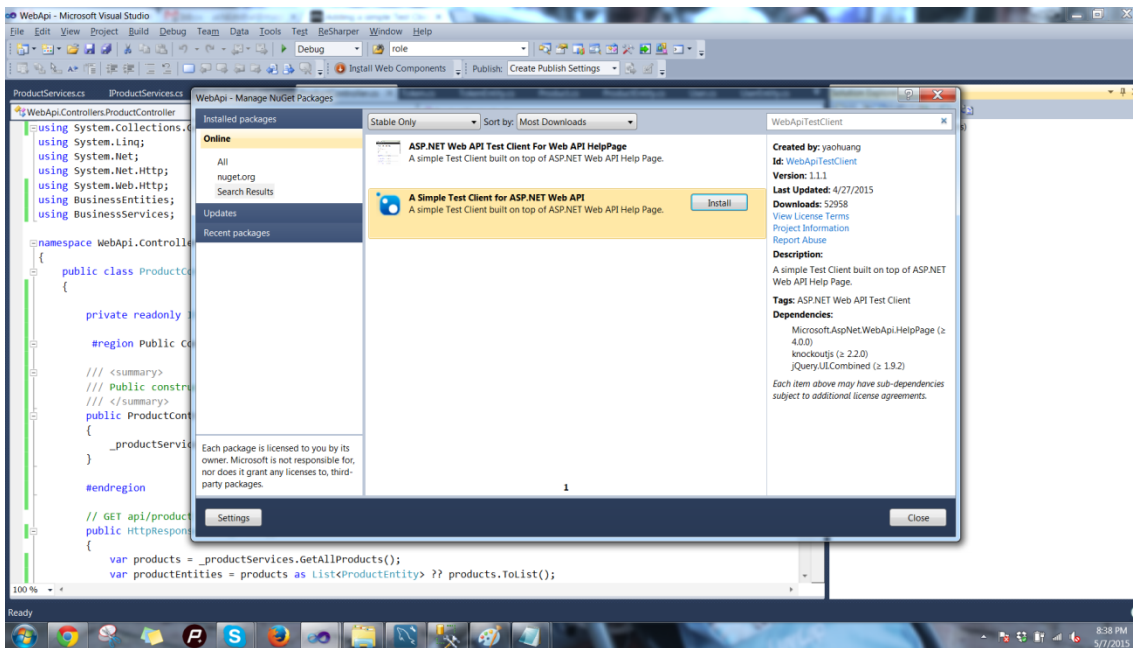 WebApi - Microsoft Visual Studio
File Edit View Project Build Debug Team Data Tools Test ReSharper Window Help
Debug role
Install Web Components Publish: Create Publish Settings
ProductServices.cs IProductServices.cs
WebApi.Controllers.ProductController
WebApi - Manage NuGet Packages
Installed packages
Online
All
nuget.org
Search Results
Updates
Recent packages
Each package is licensed to you by its
owner. Microsoft is not responsible for,
nor does it grant any licenses to, third-
party packages.
Stable Only Sort by: Most Downloads
ASP.NET Web API Test Client For Web API HelpPage
A simple Test Client built on top of ASP.NET Web API Help Page.
A Simple Test Client for ASP.NET Web API
A simple Test Client built on top of ASP.NET Web API Help Page.
Install
1
WebApiTestClient
Created by: yaohuang
Id: WebApiTestClient
Version: 1.1.1
Last Updated: 4/27/2015
Downloads: 52958
View License Terms
Project Information
Report Abuse
Description:
A simple Test Client built on top of ASP.NET
Web API Help Page.
Tags: ASP.NET Web API Test Client
Dependencies:
Microsoft.AspNet.WebApi.HelpPage (≥
4.0.0)
knockoutjs (≥ 2.2.0)
jQuery.UI.Combined (≥ 1.9.2)
Each item above may have sub-dependencies
subject to additional license agreements.
Settings
Close
using System.Collections.G
using System.Linq;
using System.Net;
using System.Net.Http;
using System.Web.Http;
using BusinessEntities;
using BusinessServices;
namespace WebApi.Controlle
{
public class ProductCo
{
private readonly I
#region Public Co
/// <summary>
/// Public constru
/// </summary>
public ProductCont
{
_productServic
}
#endregion
// GET api/product
public HttpRespons
{
var products = _productServices.GetAllProducts();
var productEntities = products as List<ProductEntity> ?? products.ToList();
100 %
Ready
8:38 PM
5/7/2015